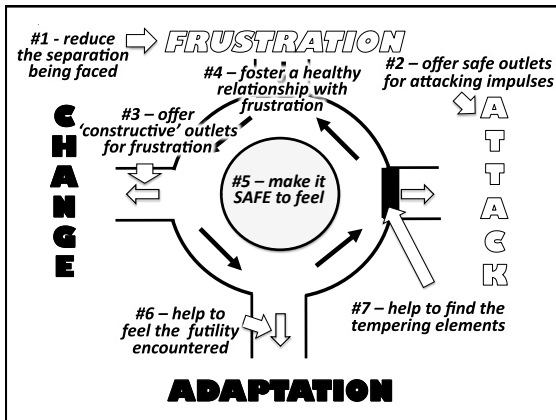 #1 - reduce
the separation
being faced
FRUSTRATION
#2 – offer safe outlets
for attacking impulses
#4 – foster a healthy
relationship with
frustration
#3 – offer
'constructive' outlets
for frustration
CHANGE
ATTACK
#5 – make it
SAFE to feel
#6 – help to
feel the futility
encountered
#7 – help to find the
tempering elements
ADAPTATION